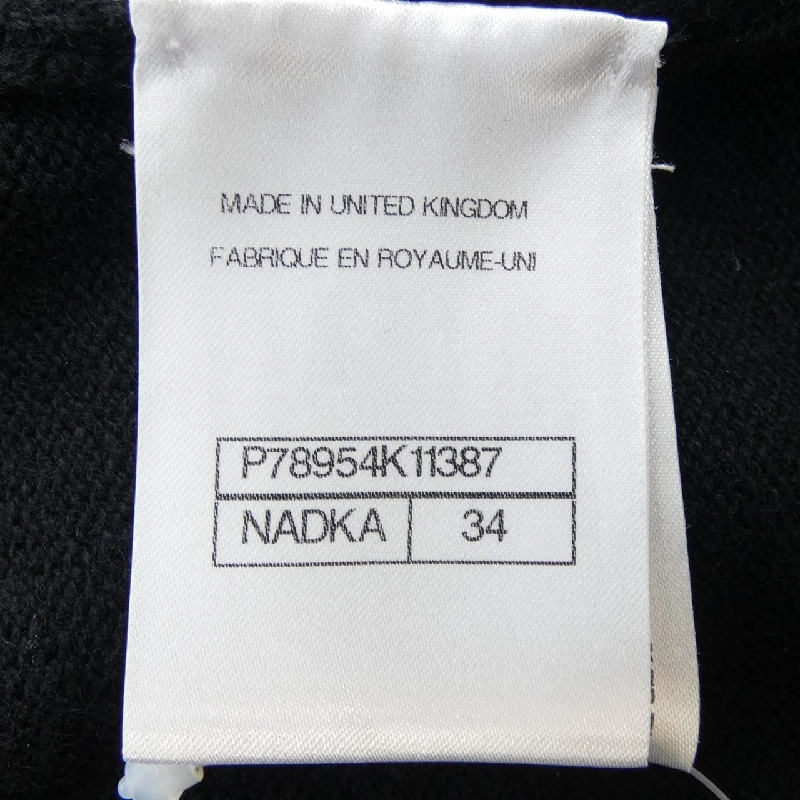 MADE IN UNITED KINGDOM
FABRIQUE EN ROYAUME-UNI
P78954K11387
NADKA 34